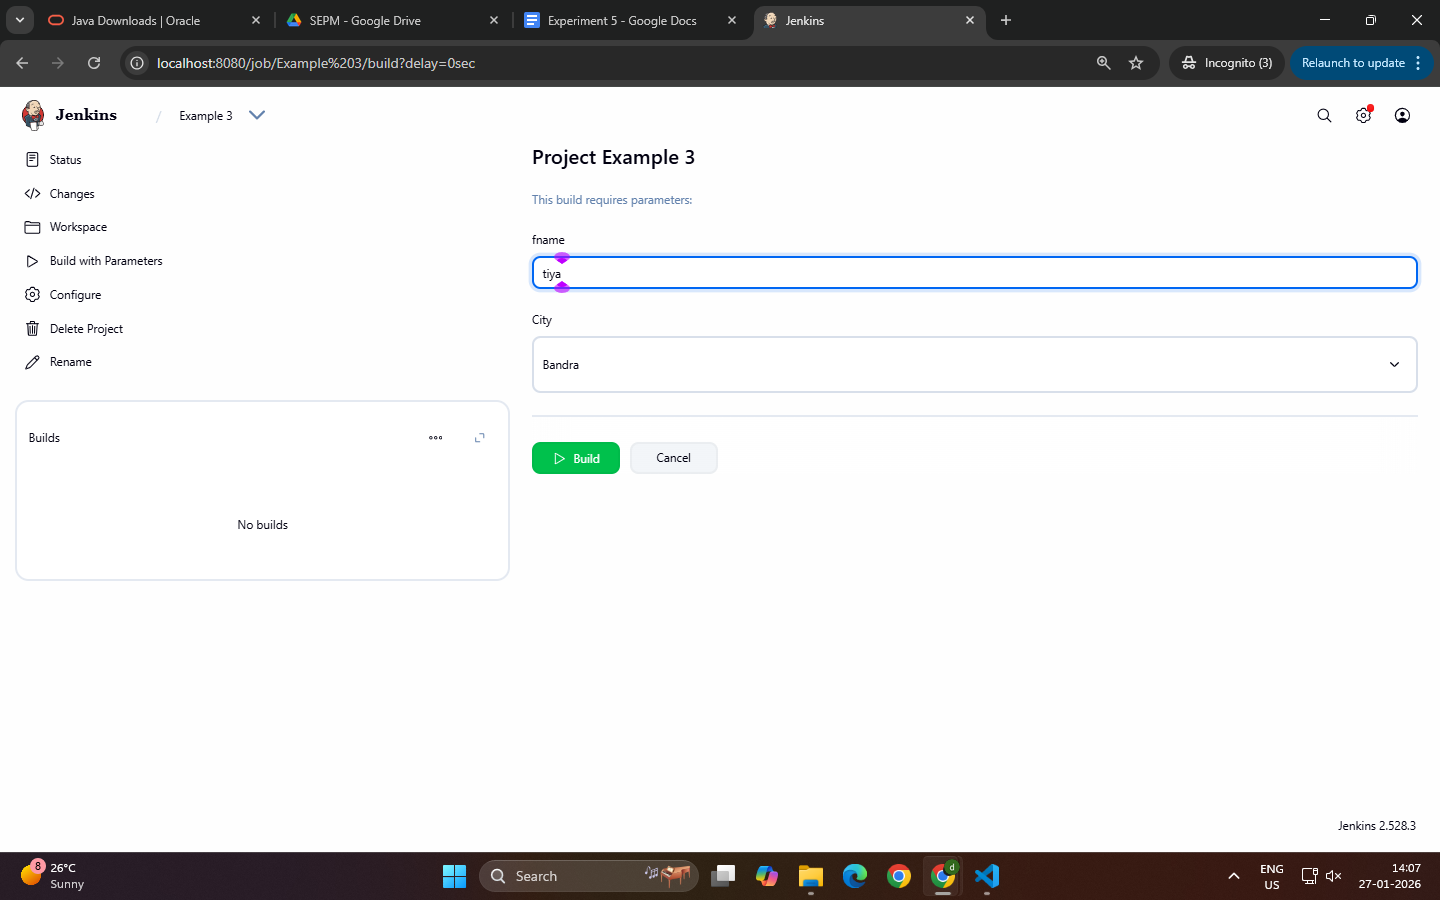 Java Downloads | Oracle
SEPM - Google Drive
Experiment 5 - Google Docs
Jenkins
localhost:8080/job/Example%203/build?delay=0sec
Incognito (3)
Relaunch to update
Jenkins / Example 3
Status
Changes
Workspace
Build with Parameters
Configure
Delete Project
Rename
Builds
No builds
Project Example 3
This build requires parameters:
fname
tiya
City
Bandra
Build
Cancel
Jenkins 2.528.3
8
26°C
Sunny
Search
d
ENG
US
14:07
27-01-2026